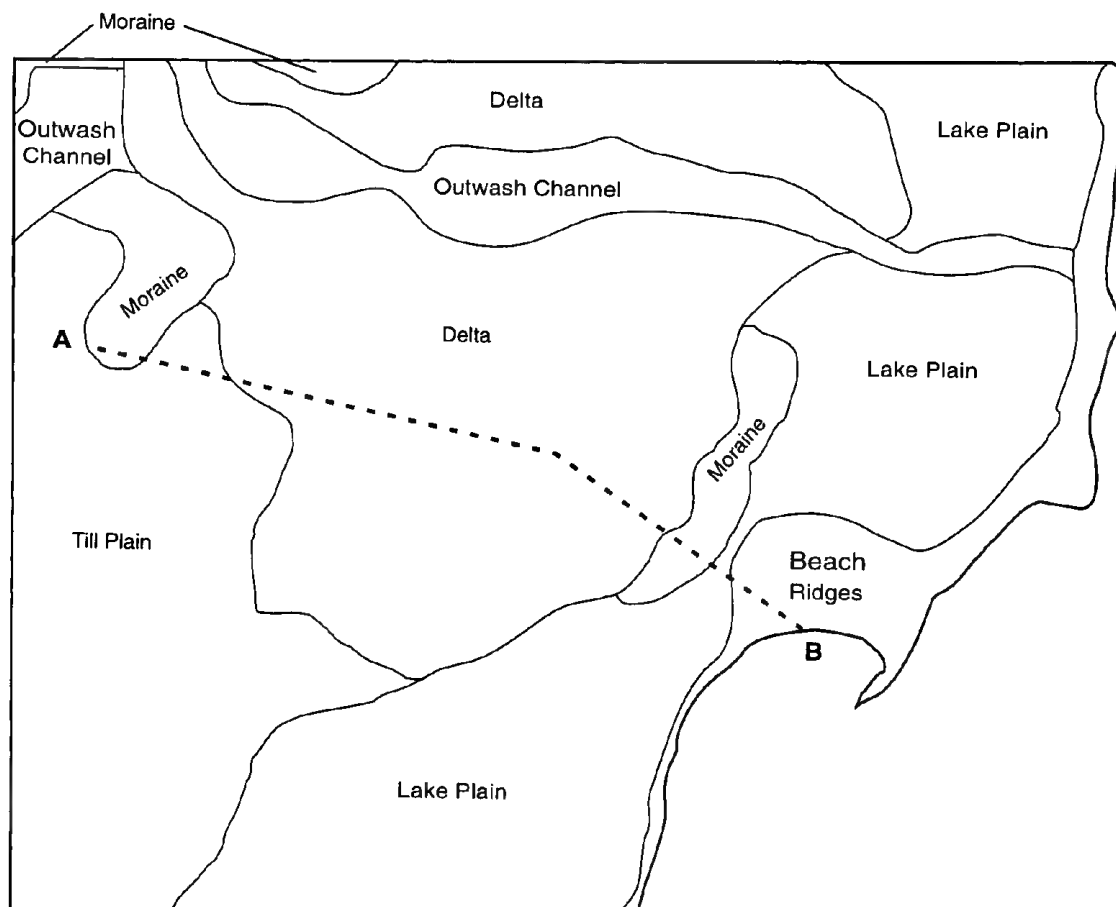 Moraine
Delta
Outwash
Channel
Lake Plain
Outwash Channel
Moraine
A
Delta
Lake Plain
Moraine
Till Plain
Beach
Ridges
B
Lake Plain